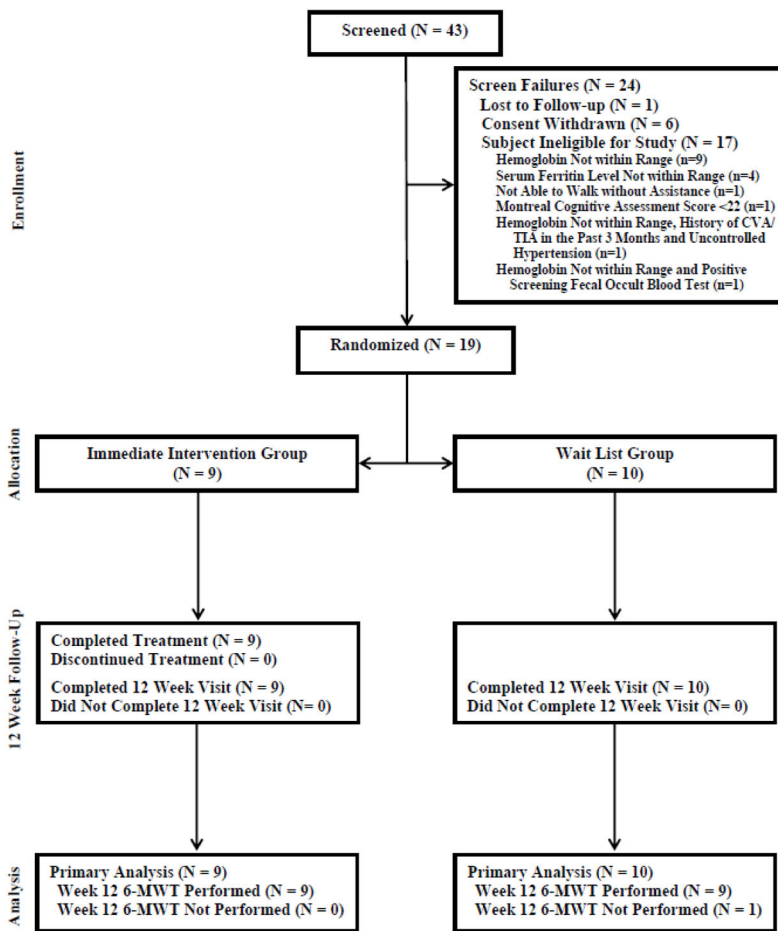 Screened (N = 43)
Enrollment
Screen Failures (N = 24)
Lost to Follow-up (N = 1)
Consent Withdrawn (N = 6)
Subject Ineligible for Study (N = 17)
Hemoglobin Not within Range (n=9)
Serum Ferritin Level Not within Range (n=4)
Not Able to Walk without Assistance (n=1)
Montreal Cognitive Assessment Score <22 (n=1)
Hemoglobin Not within Range, History of CVA/
TIA in the Past 3 Months and Uncontrolled
Hypertension (n=1)
Hemoglobin Not within Range and Positive
Screening Fecal Occult Blood Test (n=1)
Randomized (N = 19)
Allocation
Immediate Intervention Group
(N = 9)
Wait List Group
(N = 10)
12 Week Follow-Up
Completed Treatment (N = 9)
Discontinued Treatment (N = 0)
Completed 12 Week Visit (N = 9)
Did Not Complete 12 Week Visit (N= 0)
Completed 12 Week Visit (N = 10)
Did Not Complete 12 Week Visit (N= 0)
Analysis
Primary Analysis (N = 9)
Week 12 6-MWT Performed (N = 9)
Week 12 6-MWT Not Performed (N = 0)
Primary Analysis (N = 10)
Week 12 6-MWT Performed (N = 9)
Week 12 6-MWT Not Performed (N = 1)